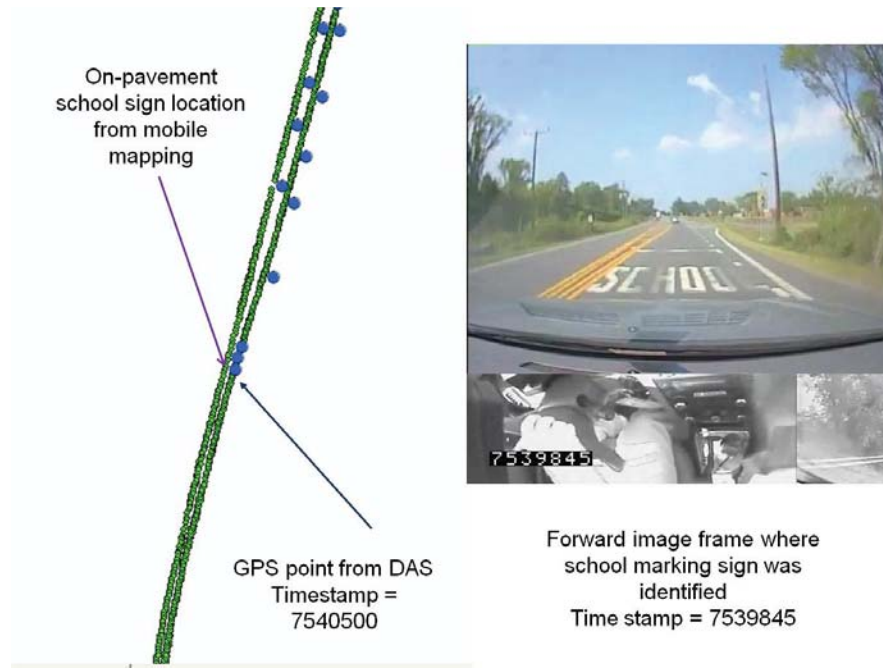 On-pavement
school sign location
from mobile
mapping
GPS point from DAS
Timestamp =
7540500
SCHOO
7539845
Forward image frame where
school marking sign was
identified
Time stamp = 7539845